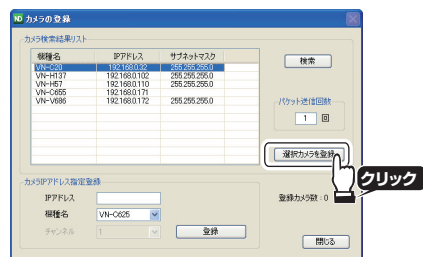 カメラの登録
カメラ検索結果リスト
機種名 IPアドレス サブネットマスク
VN-C20 192.168.0.32 255.255.255.0
VN-H137 192.168.0.102 255.255.255.0
VN-H57 192.168.0.110 255.255.255.0
VN-C655 192.168.0.171
VN-V686 192.168.0.172 255.255.255.0
検索
パケット送信回数
1 回
選択カメラを登録
クリック
カメラIPアドレス指定登録
IPアドレス
機種名 VN-C625
チャンネル 1
登録
登録カメラ数:0
閉じる